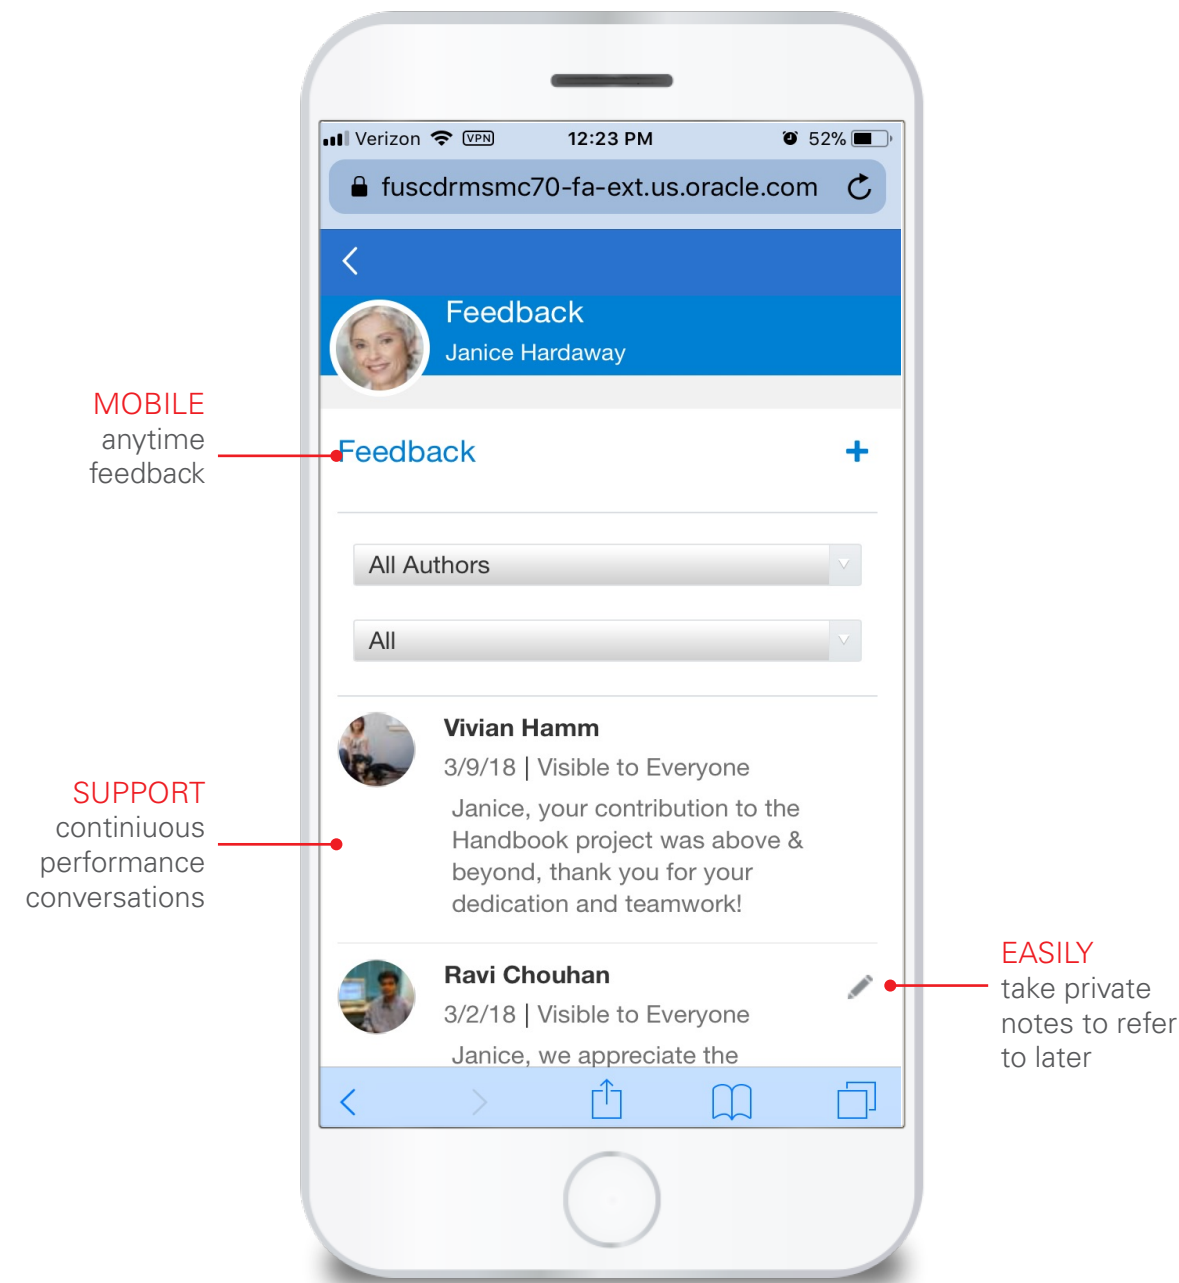 Verizon VPN 12:23 PM 52%
fuscdrmsmc70-fa-ext.us.oracle.com
Feedback
Janice Hardaway
MOBILE
anytime
feedback
Feedback +
All Authors
All
Vivian Hamm
3/9/18 | Visible to Everyone
Janice, your contribution to the
Handbook project was above &
beyond, thank you for your
dedication and teamwork!
SUPPORT
continiuous
performance
conversations
Ravi Chouhan
3/2/18 | Visible to Everyone
Janice, we appreciate the
EASILY
take private
notes to refer
to later